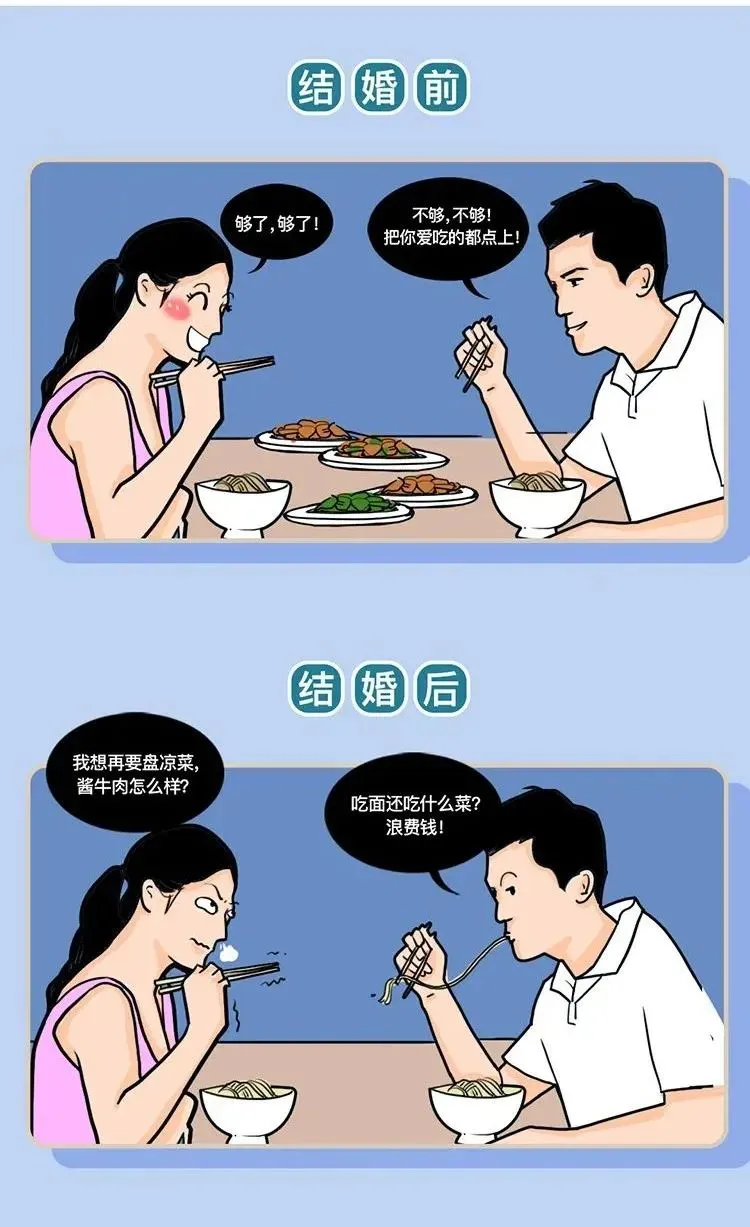 结婚前
够了,够了!
不够,不够!
把你爱吃的都点上!
结婚后
我想再要盘凉菜,
酱牛肉怎么样?
吃面还吃什么菜?
浪费钱!